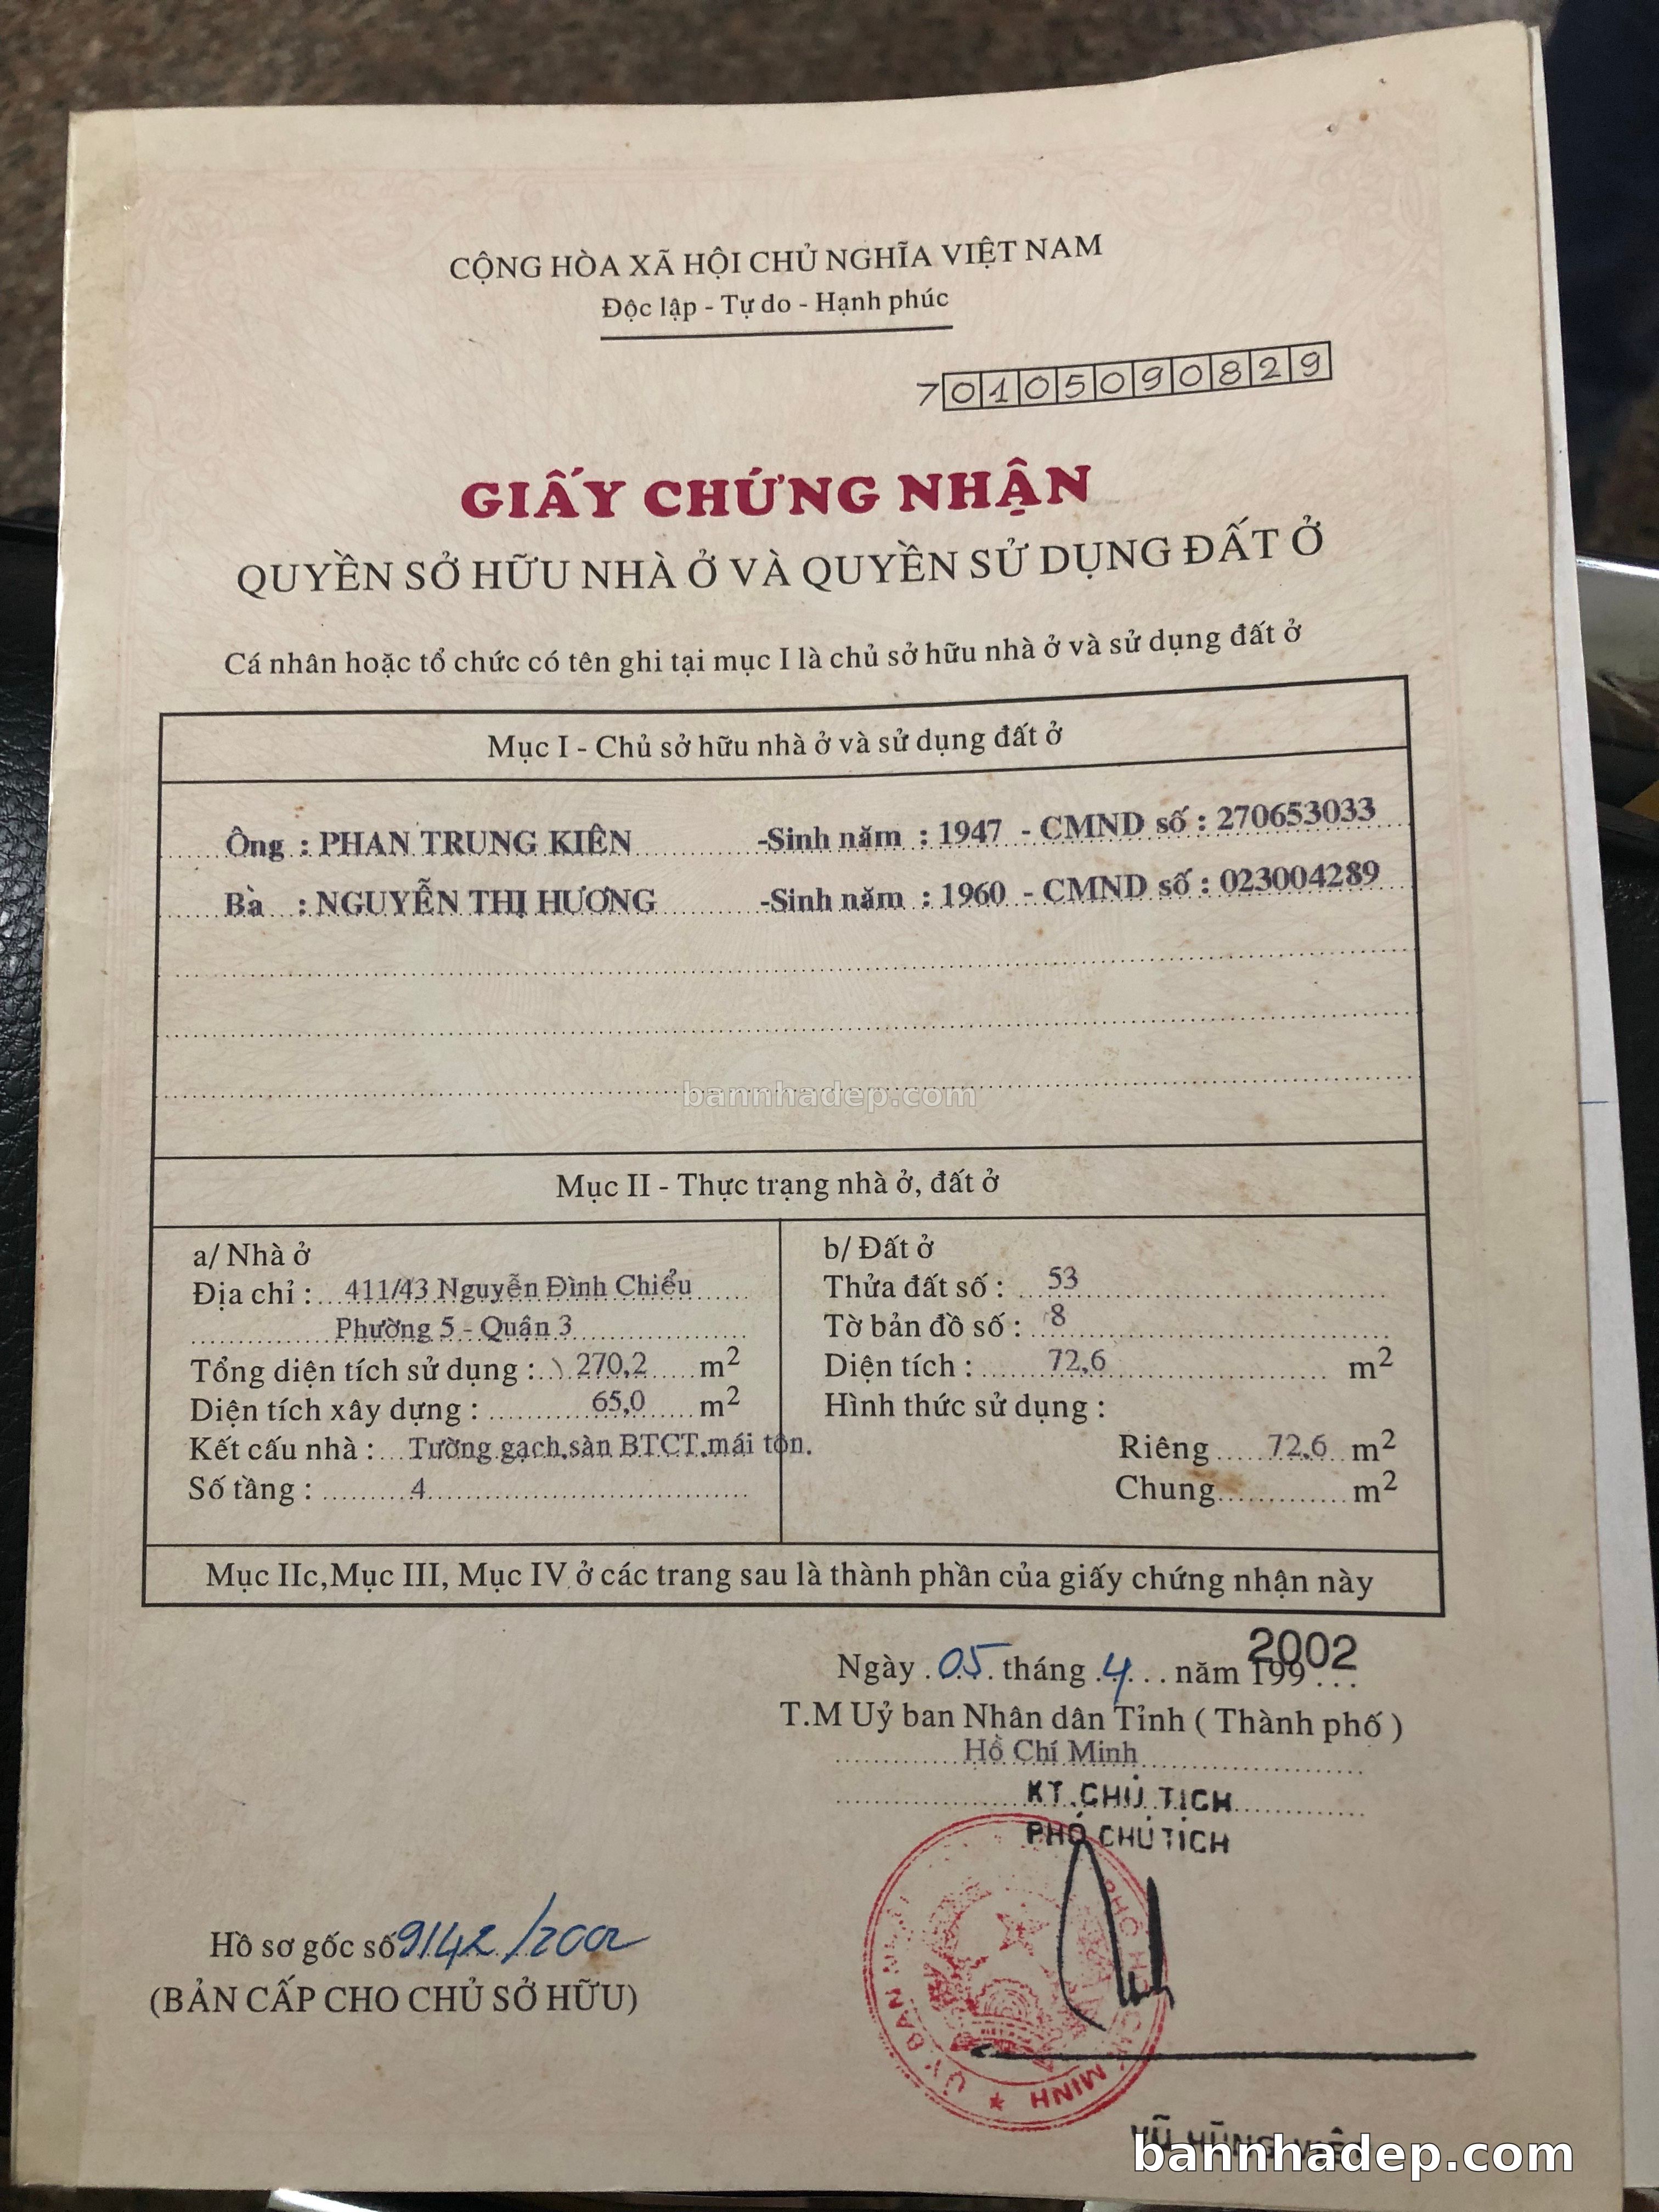 CỘNG HÒA XÃ HỘI CHỦ NGHĨA VIỆT NAM
Độc lập - Tự do - Hạnh phúc
70105090829
GIẤY CHỨNG NHẬN
QUYỀN SỞ HỮU NHÀ Ở VÀ QUYỀN SỬ DỤNG ĐẤT Ở
Cá nhân hoặc tổ chức có tên ghi tại mục I là chủ sở hữu nhà ở và sử dụng đất ở
Mục I - Chủ sở hữu nhà ở và sử dụng đất ở
Ông : PHAN TRUNG KIÊN -Sinh năm : 1947 - CMND số : 270653033
Bà : NGUYỄN THỊ HƯƠNG -Sinh năm : 1960 - CMND số : 023004289
bannhadep.com
Mục II - Thực trạng nhà ở, đất ở
a/ Nhà ở
Địa chỉ : 411/43 Nguyễn Đình Chiểu
Phường 5 - Quận 3
Tổng diện tích sử dụng : 270,2 m2
Diện tích xây dựng : 65,0 m2
Kết cấu nhà : Tường gạch,sàn BTCT,mái tôn.
Số tầng : 4
b/ Đất ở
Thửa đất số : 53
Tờ bản đồ số : 8
Diện tích : 72,6 m2
Hình thức sử dụng :
Riêng 72,6 m2
Chung m2
Mục IIc,Mục III, Mục IV ở các trang sau là thành phần của giấy chứng nhận này
Ngày 05 tháng 4 năm 199 2002
T.M Uỷ ban Nhân dân Tỉnh ( Thành phố )
Hồ Chí Minh
KT.CHỦ TỊCH
PHÓ CHỦ TỊCH
ỦY BAN MINH
Hồ sơ gốc số 9142/2002
(BẢN CẤP CHO CHỦ SỞ HỮU)
VŨ HÙNG
bannhadep.com